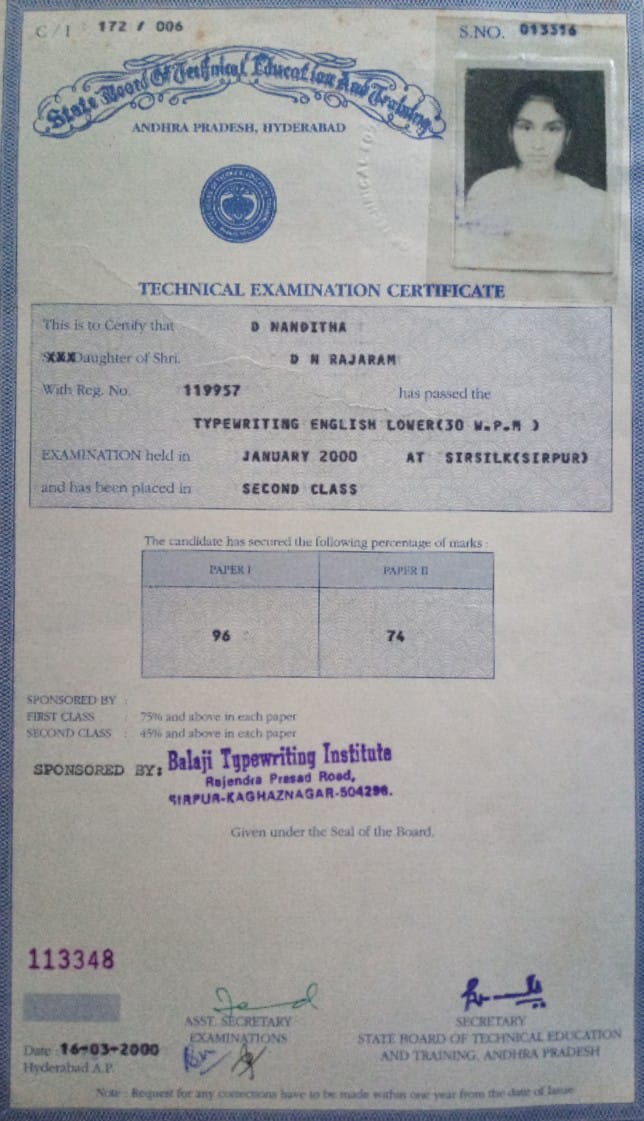 C/I 172 / 006
S.NO. 013316
State Board Of Technical Education And Training
ANDHRA PRADESH, HYDERABAD
TECHNICAL EXAMINATION CERTIFICATE
This is to Certify that D NANDITHA
XXX Daughter of Shri. D N RAJARAM
With Reg. No. 119957 has passed the
TYPEWRITING ENGLISH LOWER(30 W.P.M )
EXAMINATION held in JANUARY 2000 AT SIRSILK(SIRPUR)
and has been placed in SECOND CLASS
The candidate has secured the following percentage of marks :
PAPER I PAPER II
96 74
SPONSORED BY :
FIRST CLASS : 75% and above in each paper
SECOND CLASS : 45% and above in each paper
SPONSORED BY: Balaji Typewriting Institute
Rajendra Prasad Road,
SIRPUR-KAGHAZNAGAR-504296.
Given under the Seal of the Board.
113348
ASST. SECRETARY
EXAMINATIONS
SECRETARY
STATE BOARD OF TECHNICAL EDUCATION
AND TRAINING, ANDHRA PRADESH
Date : 16-03-2000
Hyderabad A.P.
Note : Request for any corrections have to be made within one year from the date of Issue